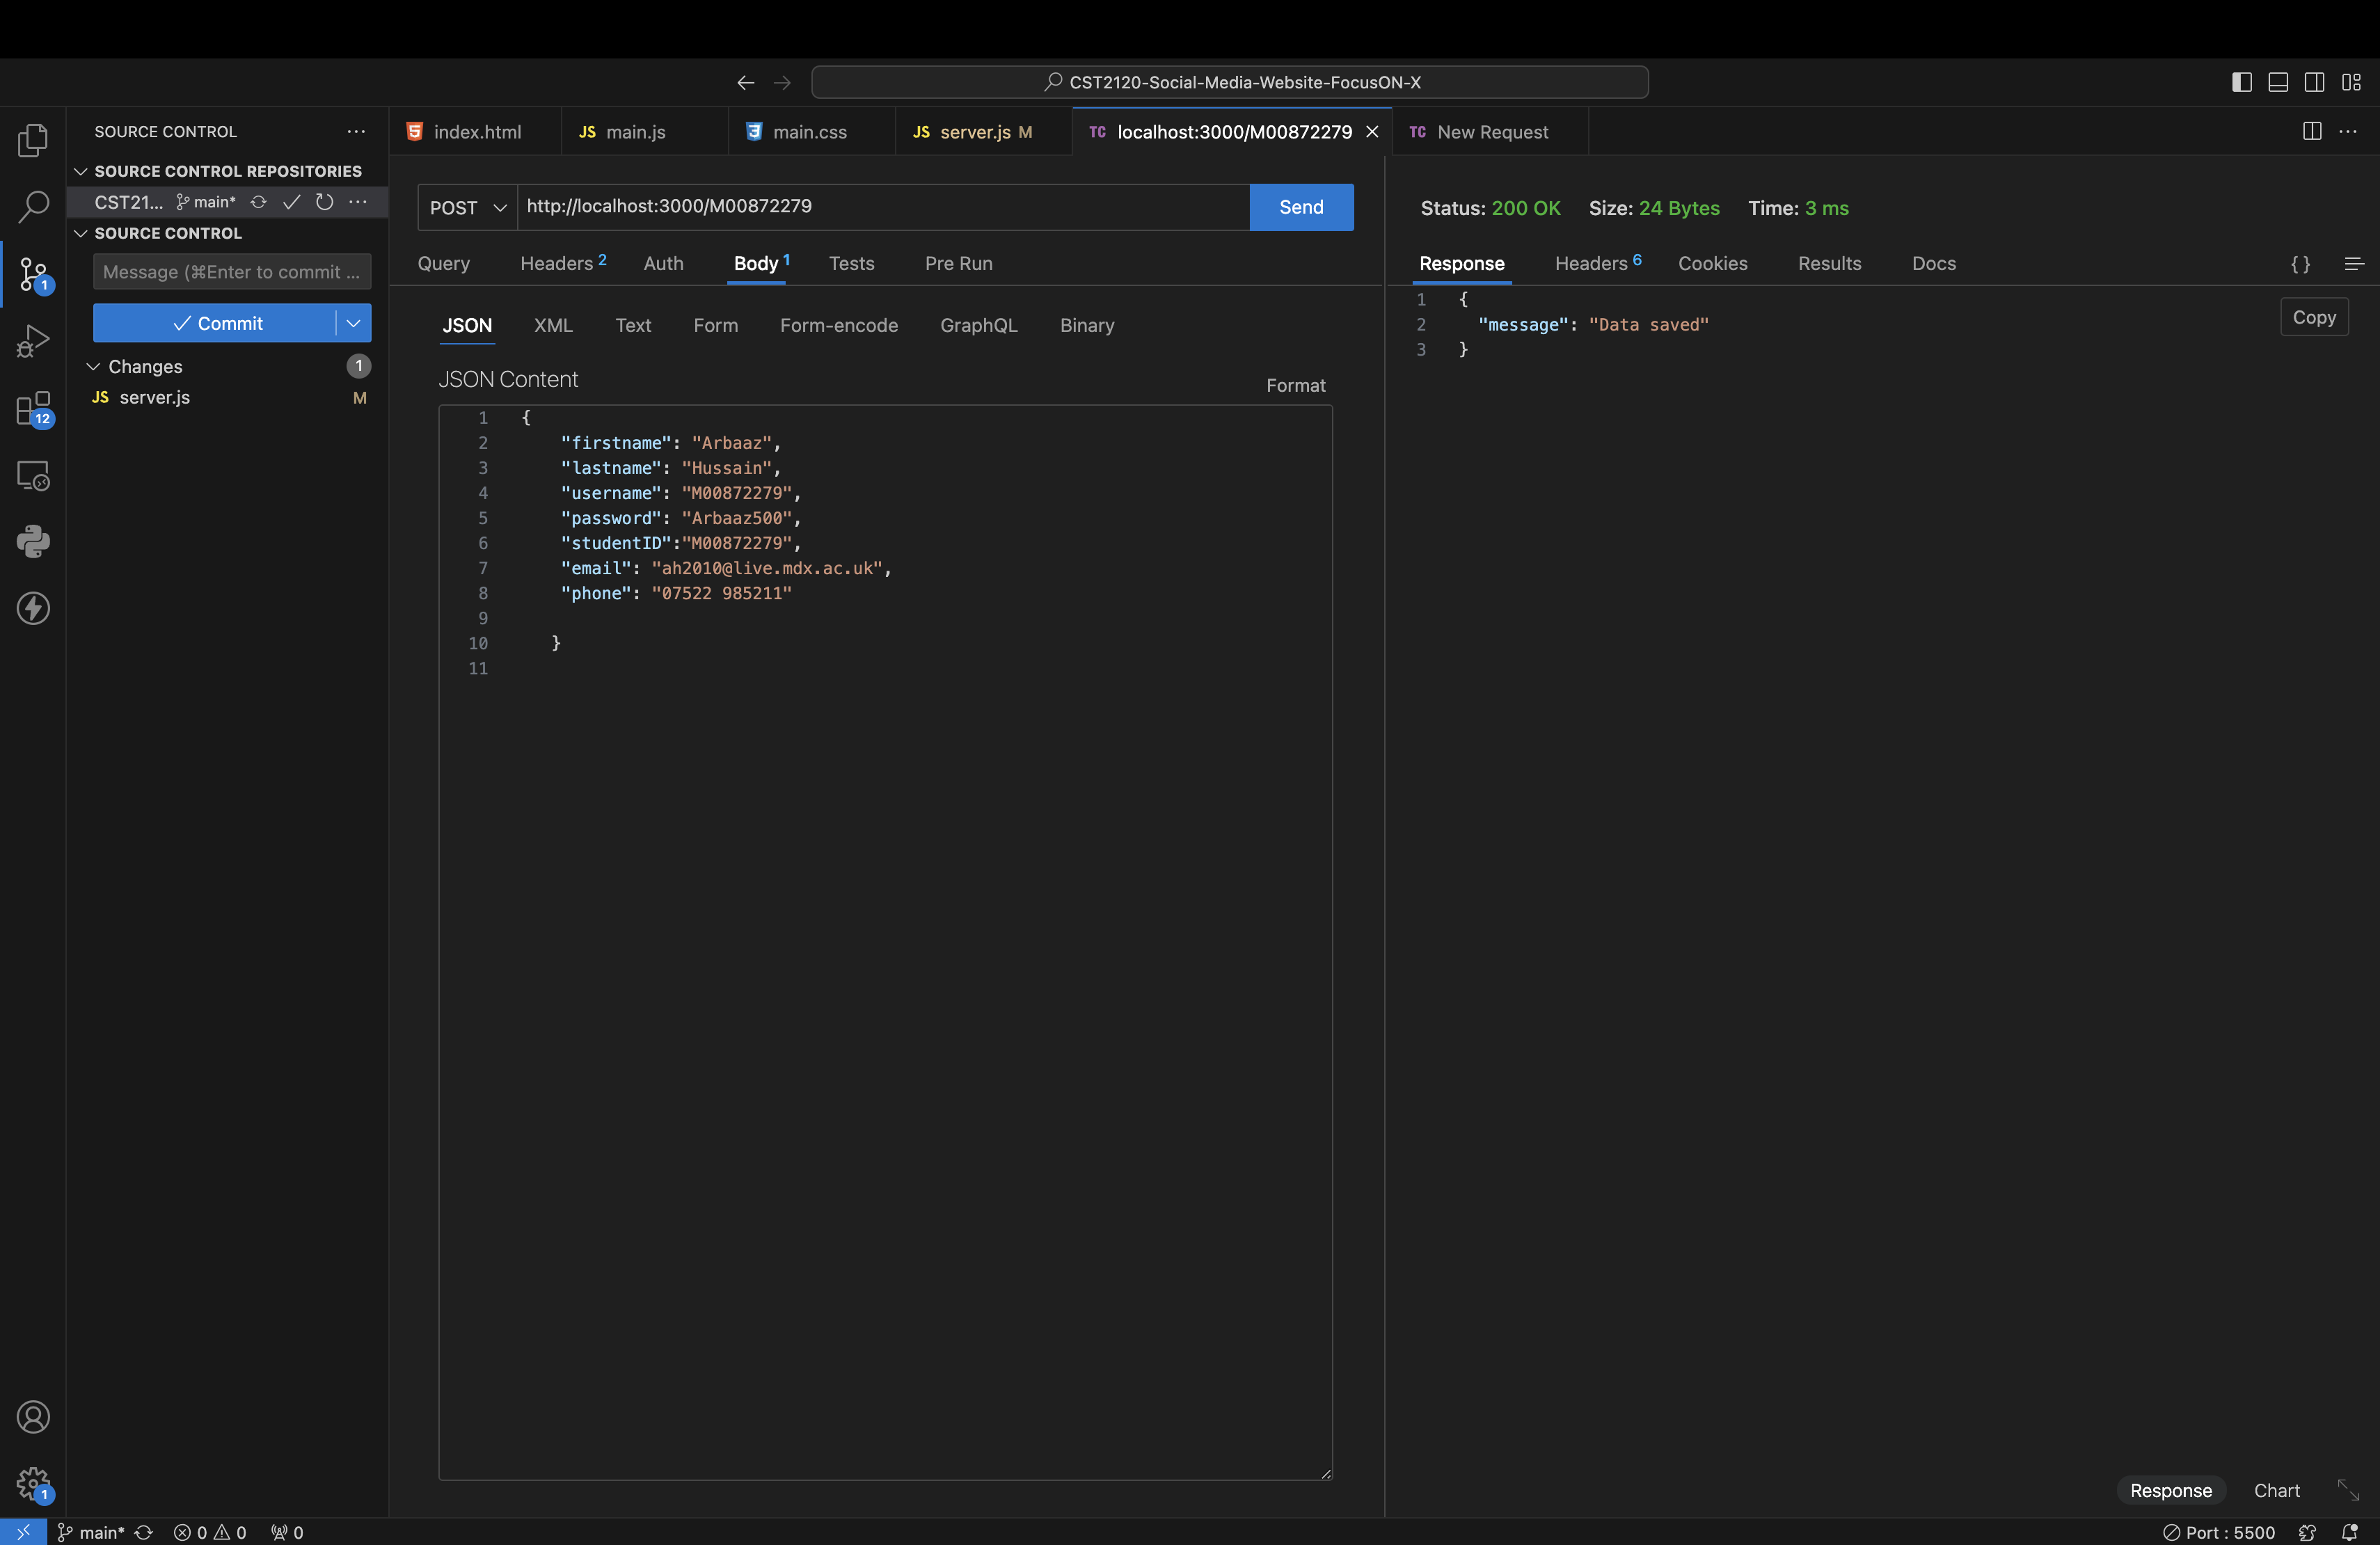 CST2120-Social-Media-Website-FocusON-X
SOURCE CONTROL
index.html
JS main.js
main.css
JS server.js M
TC localhost:3000/M00872279
TC New Request
SOURCE CONTROL REPOSITORIES
CST21... main*
SOURCE CONTROL
Message (⌘Enter to commit ...
Commit
Changes 1
JS server.js M
1
12
1
POST http://localhost:3000/M00872279 Send
Query Headers 2 Auth Body 1 Tests Pre Run
JSON XML Text Form Form-encode GraphQL Binary
JSON Content
Format
1 {
2 "firstname": "Arbaaz",
3 "lastname": "Hussain",
4 "username": "M00872279",
5 "password": "Arbaaz500",
6 "studentID":"M00872279",
7 "email": "ah2010@live.mdx.ac.uk",
8 "phone": "07522 985211"
9
10 }
11
Status: 200 OK Size: 24 Bytes Time: 3 ms
Response Headers 6 Cookies Results Docs { }
1 {
2 "message": "Data saved"
3 }
Copy
Response Chart
main* 0 0 0
Port : 5500